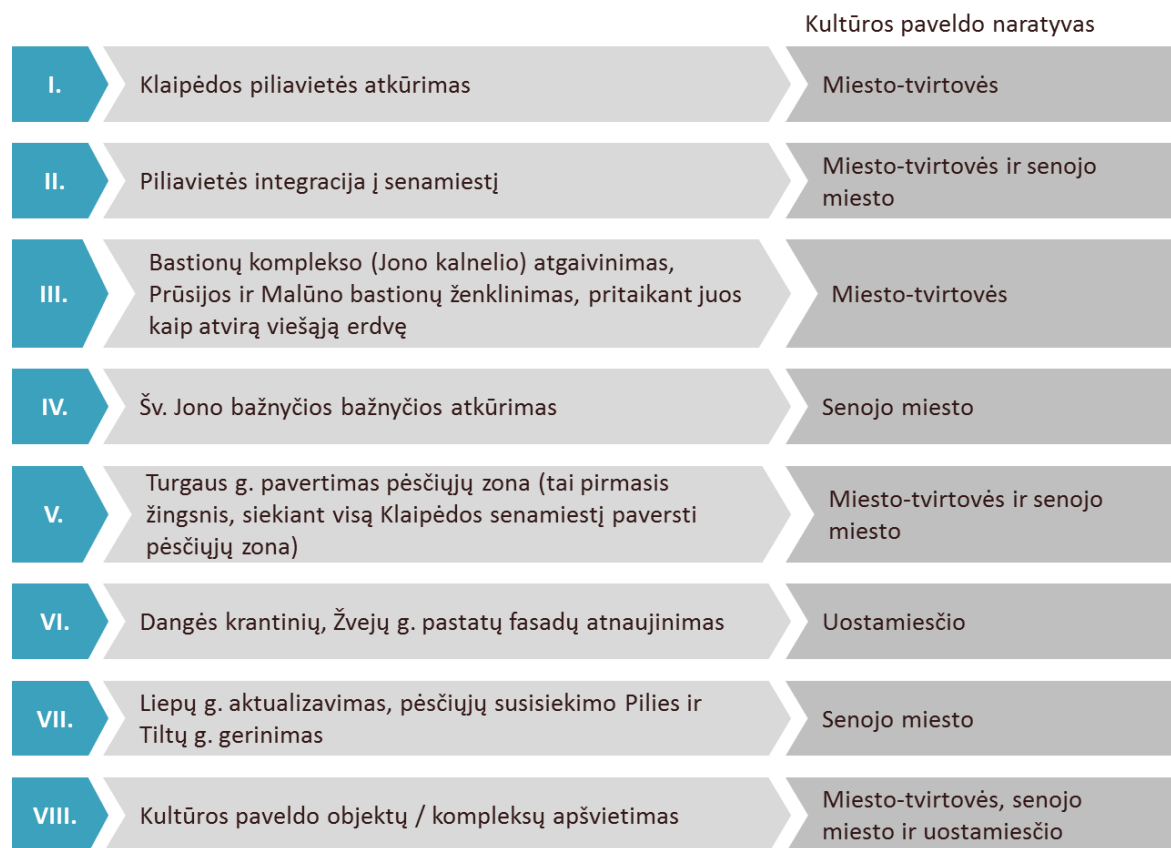 Kultūros paveldo naratyvas
I.
Klaipėdos piliavietės atkūrimas
Miesto-tvirtovės
II.
Piliavietės integracija į senamiestį
Miesto-tvirtovės ir senojo
miesto
III.
Bastionų komplekso (Jono kalnelio) atgaivinimas,
Prūsijos ir Malūno bastionų ženklinimas, pritaikant juos
kaip atvirą viešąją erdvę
Miesto-tvirtovės
IV.
Šv. Jono bažnyčios bažnyčios atkūrimas
Senojo miesto
V.
Turgaus g. pavertimas pėsčiųjų zona (tai pirmasis
žingsnis, siekiant visą Klaipėdos senamiestį paversti
pėsčiųjų zona)
Miesto-tvirtovės ir senojo
miesto
VI.
Dangės krantinių, Žvejų g. pastatų fasadų atnaujinimas
Uostamiesčio
VII.
Liepų g. aktualizavimas, pėsčiųjų susisiekimo Pilies ir
Tiltų g. gerinimas
Senojo miesto
VIII.
Kultūros paveldo objektų / kompleksų apšvietimas
Miesto-tvirtovės, senojo
miesto ir uostamiesčio